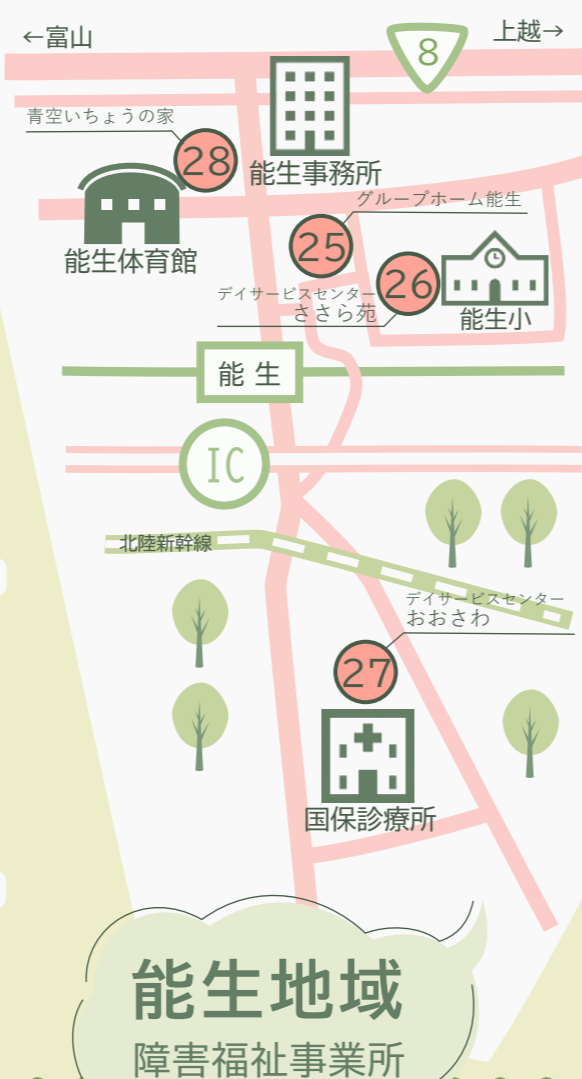 ←富山
上越→
8
青空いちょうの家
28
能生事務所
能生体育館
グループホーム能生
25
26
デイサービスセンター
ささら苑
能生小
能生
IC
北陸新幹線
デイサービスセンター
おおさわ
27
国保診療所
能生地域
障害福祉事業所